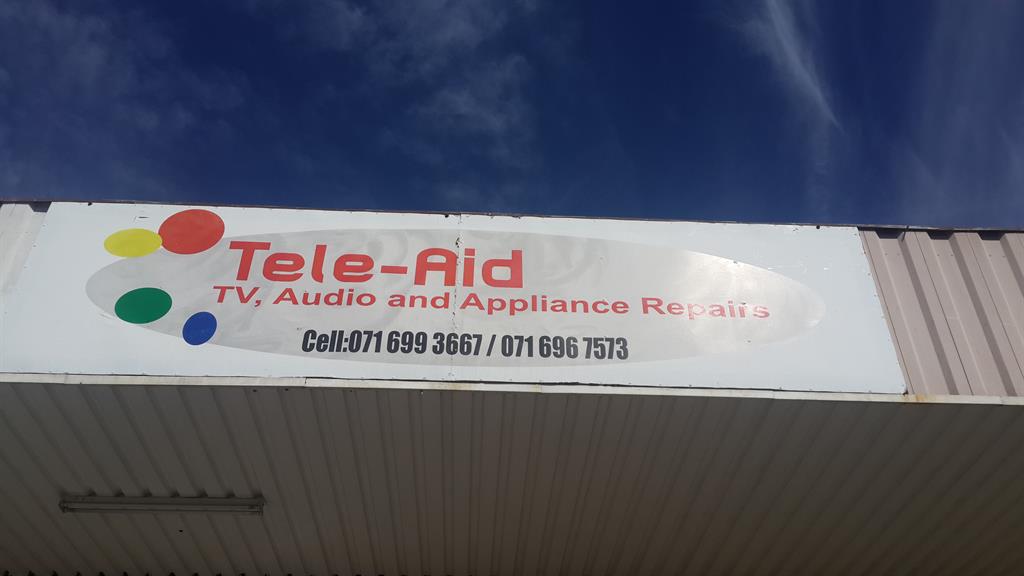 Tele-Aid
TV, Audio and Appliance Repairs
Cell:071 699 3667 / 071 696 7573